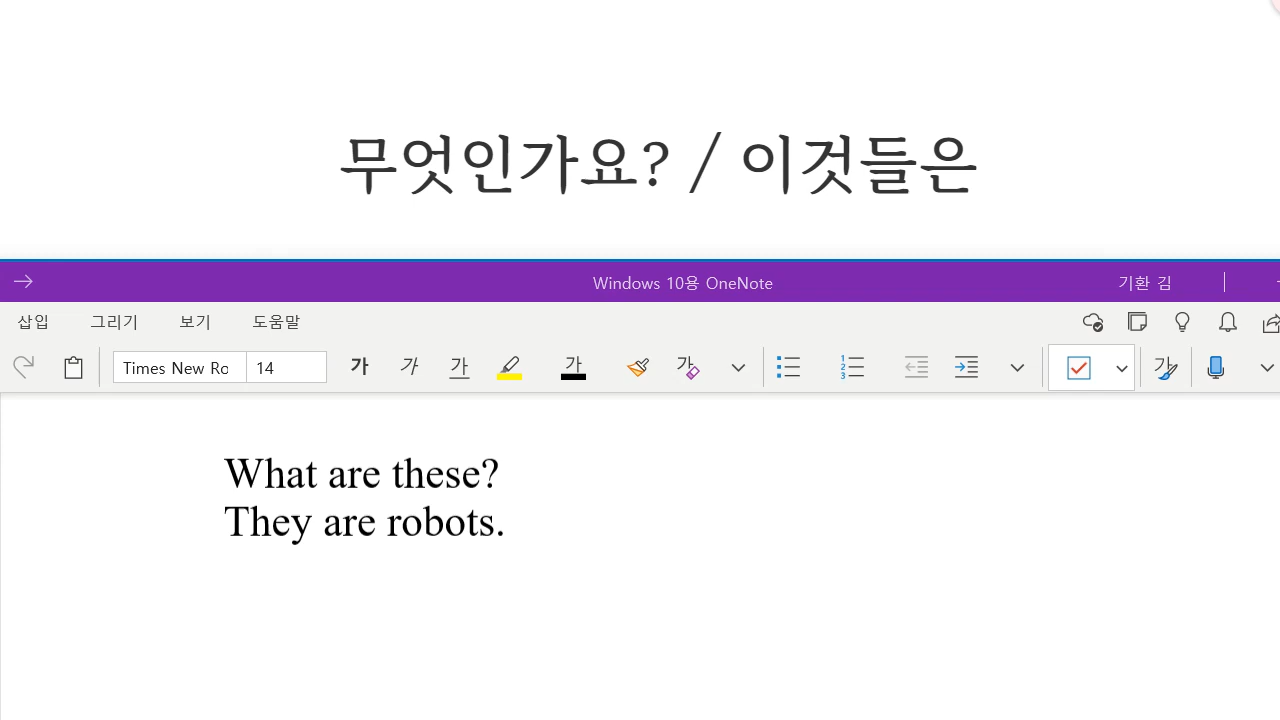 무엇인가요? / 이것들은
Windows 10용 OneNote
기환 김
삽입 그리기 보기 도움말
Times New Ro 14 가 가 가 가 가 가
What are these?
They are robots.